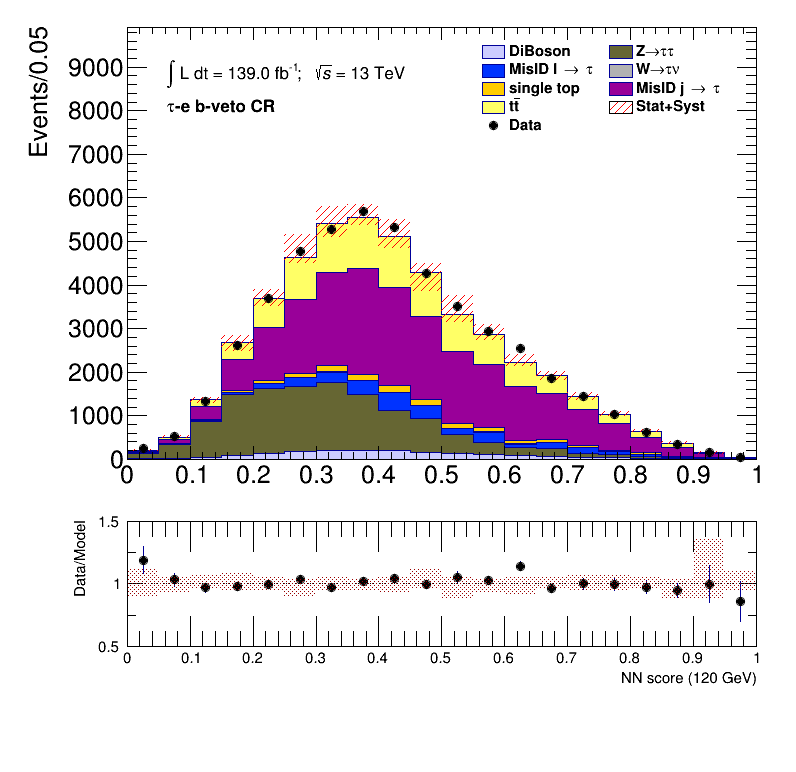 Events/0.05
9000
8000
7000
6000
5000
4000
3000
2000
1000
0
∫ L dt = 139.0 fb⁻¹; √s = 13 TeV
τ-e b-veto CR
DiBoson
MisID l → τ
single top
tt̄
Data
Z→ττ
W→τν
MisID j → τ
Stat+Syst
0 0.1 0.2 0.3 0.4 0.5 0.6 0.7 0.8 0.9 1
Data/Model
1.5
1
0.5
0 0.1 0.2 0.3 0.4 0.5 0.6 0.7 0.8 0.9 1
NN score (120 GeV)